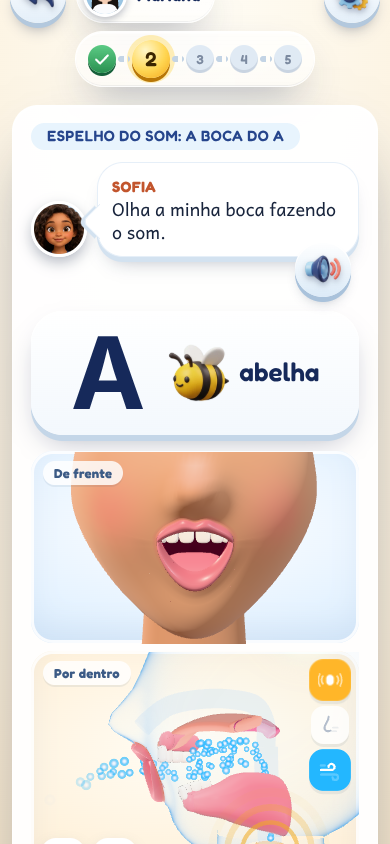 2 3 4 5
ESPELHO DO SOM: A BOCA DO A
SOFIA
Olha a minha boca fazendo
o som.
A abelha
De frente
Por dentro